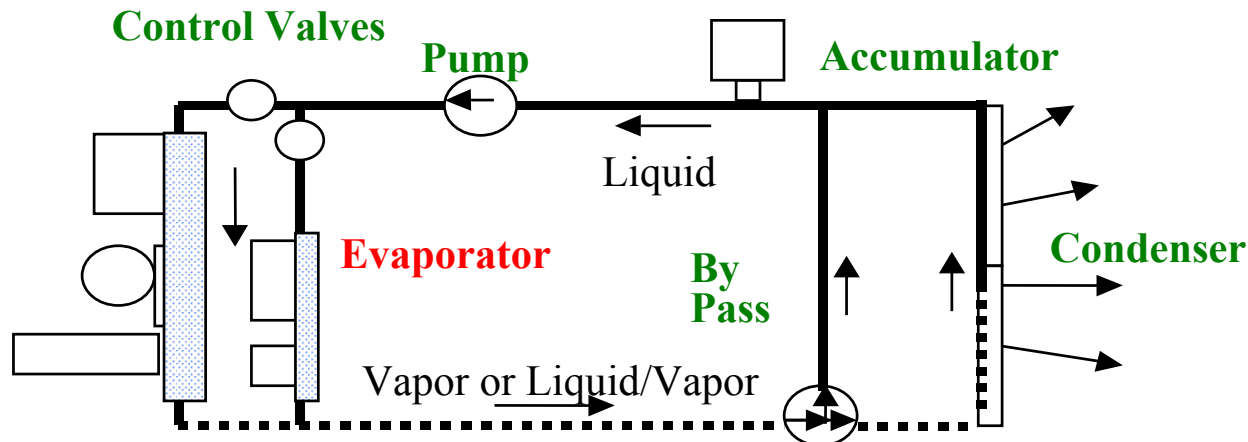 Control Valves
Pump
Accumulator
Liquid
Evaporator
By
Pass
Condenser
Vapor or Liquid/Vapor